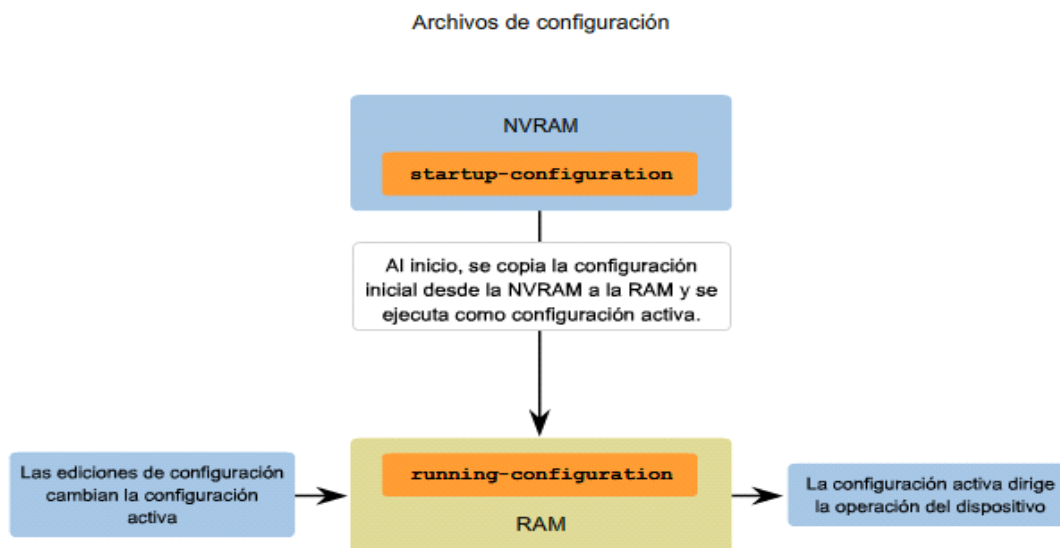 Archivos de configuración
NVRAM
startup-configuration
Al inicio, se copia la configuración
inicial desde la NVRAM a la RAM y se
ejecuta como configuración activa.
Las ediciones de configuración
cambian la configuración
activa
running-configuration
RAM
La configuración activa dirige
la operación del dispositivo